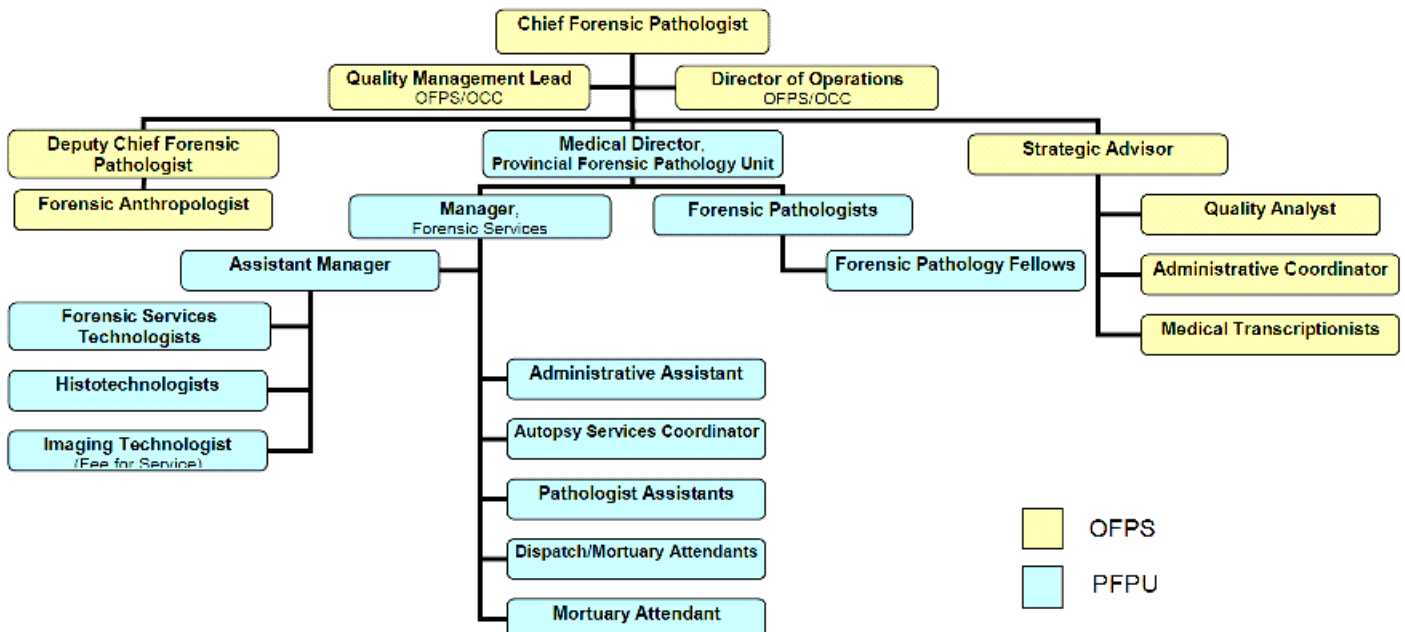 Chief Forensic Pathologist
Quality Management Lead
OFPS/OCC
Director of Operations
OFPS/OCC
Deputy Chief Forensic
Pathologist
Medical Director,
Provincial Forensic Pathology Unit
Strategic Advisor
Forensic Anthropologist
Manager,
Forensic Services
Forensic Pathologists
Quality Analyst
Assistant Manager
Forensic Pathology Fellows
Administrative Coordinator
Forensic Services
Technologists
Medical Transcriptionists
Histotechnologists
Administrative Assistant
Imaging Technologist
(Fee for Service)
Autopsy Services Coordinator
Pathologist Assistants
Dispatch/Mortuary Attendants
Mortuary Attendant
OFPS
PFPU